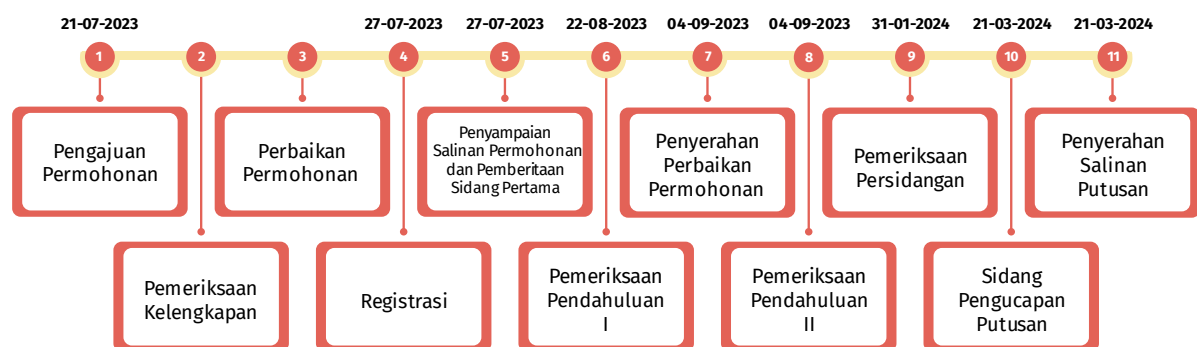 21-07-2023 27-07-2023 27-07-2023 22-08-2023 04-09-2023 04-09-2023 31-01-2024 21-03-2024 21-03-2024
1 2 3 4 5 6 7 8 9 10 11
Pengajuan
Permohonan
Perbaikan
Permohonan
Penyampaian
Salinan Permohonan
dan Pemberitaan
Sidang Pertama
Penyerahan
Perbaikan
Permohonan
Pemeriksaan
Persidangan
Penyerahan
Salinan
Putusan
Pemeriksaan
Kelengkapan
Registrasi
Pemeriksaan
Pendahuluan
I
Pemeriksaan
Pendahuluan
II
Sidang
Pengucapan
Putusan